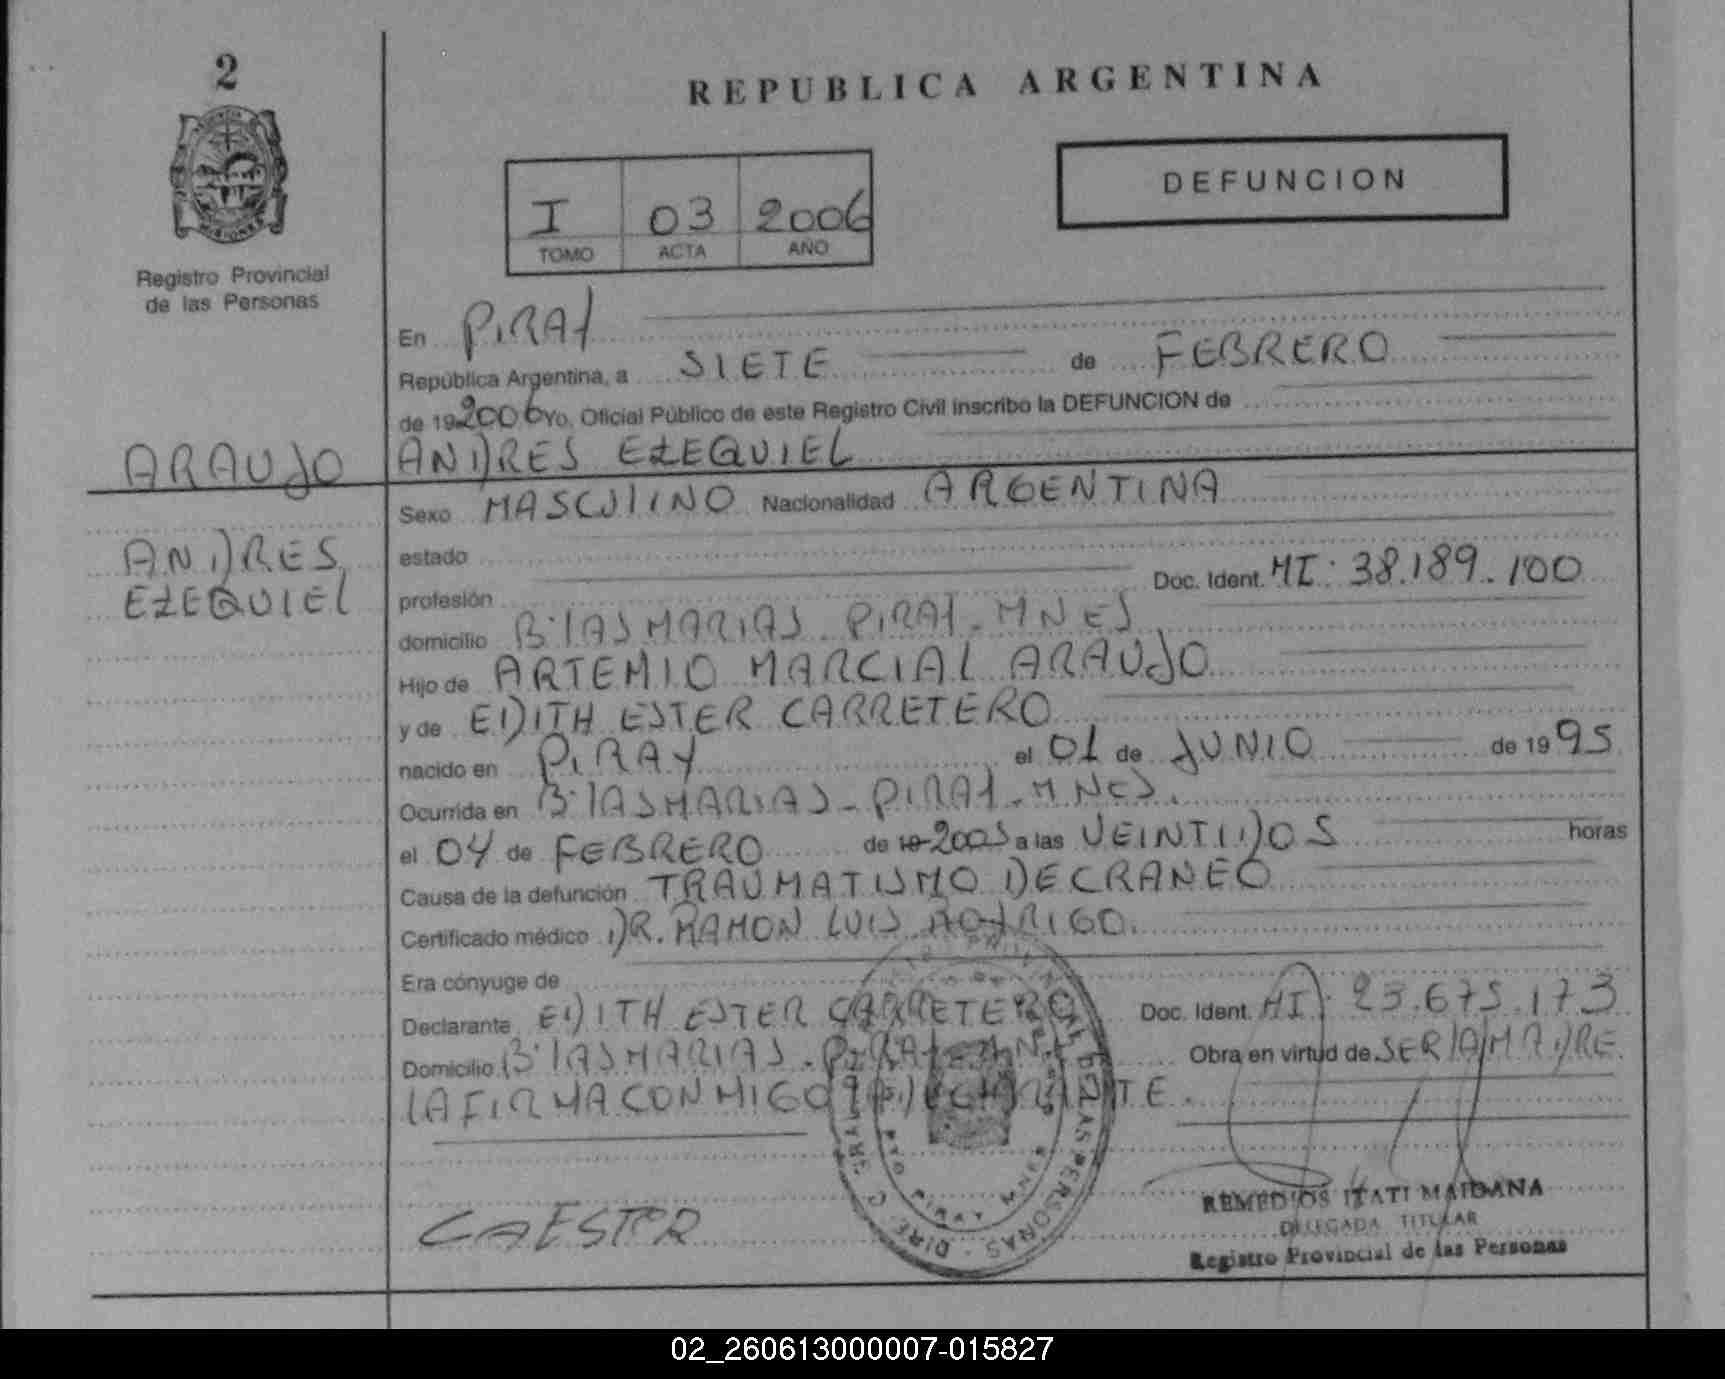 2
REPUBLICA ARGENTINA
DEFUNCION
I 03 2006
TOMO ACTA AÑO
Registro Provincial
de las Personas
En PIRAY
República Argentina, a SIETE de FEBRERO
de 19 2006 Yo, Oficial Público de este Registro Civil inscribo la DEFUNCION de
ARAUJO ANDRES EZEQUIEL
ANDRES
EZEQUIEL
Sexo MASCULINO Nacionalidad ARGENTINA
estado
profesión Doc. Ident. MI: 38.189.100
domicilio Bº LAS MARIAS. PIRAY. MNES
Hijo de ARTEMIO MARCIAL ARAUJO
y de EDITH ESTER CARRETERO
nacido en PIRAY el 01 de JUNIO de 1995
Ocurrida en Bº LAS MARIAS - PIRAY. MNES.
el 04 de FEBRERO de 19 a las VEINTIDOS horas
Causa de la defunción TRAUMATISMO DE CRANEO
Certificado médico DR. RAMON LUIS
Era cónyuge de
Declarante EDITH ESTER CARRETERO Doc. Ident. MI: 23.675.173
Domicilio Bº LAS MARIAS. PIRAY Obra en virtud de SER LA MADRE
LA FIRMA CONMIGO
REMEDIOS ITATI MAIDANA
DELEGADA TITULAR
Registro Provincial de las Personas
02_260613000007-015827